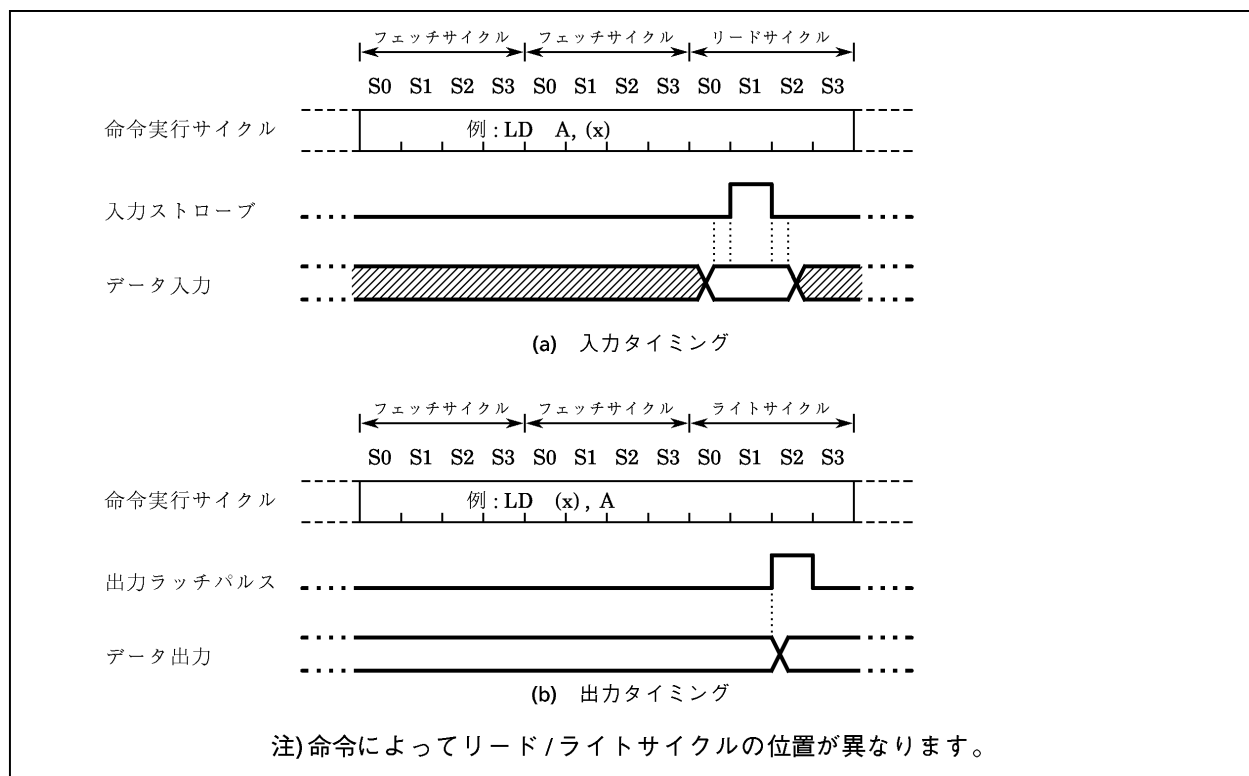 フェッチサイクル フェッチサイクル リードサイクル
S0 S1 S2 S3 S0 S1 S2 S3 S0 S1 S2 S3
命令実行サイクル 例 : LD A, (x)
入力ストローブ
データ入力
(a) 入力タイミング
フェッチサイクル フェッチサイクル ライトサイクル
S0 S1 S2 S3 S0 S1 S2 S3 S0 S1 S2 S3
命令実行サイクル 例 : LD (x) , A
出力ラッチパルス
データ出力
(b) 出力タイミング
注) 命令によってリード / ライトサイクルの位置が異なります。